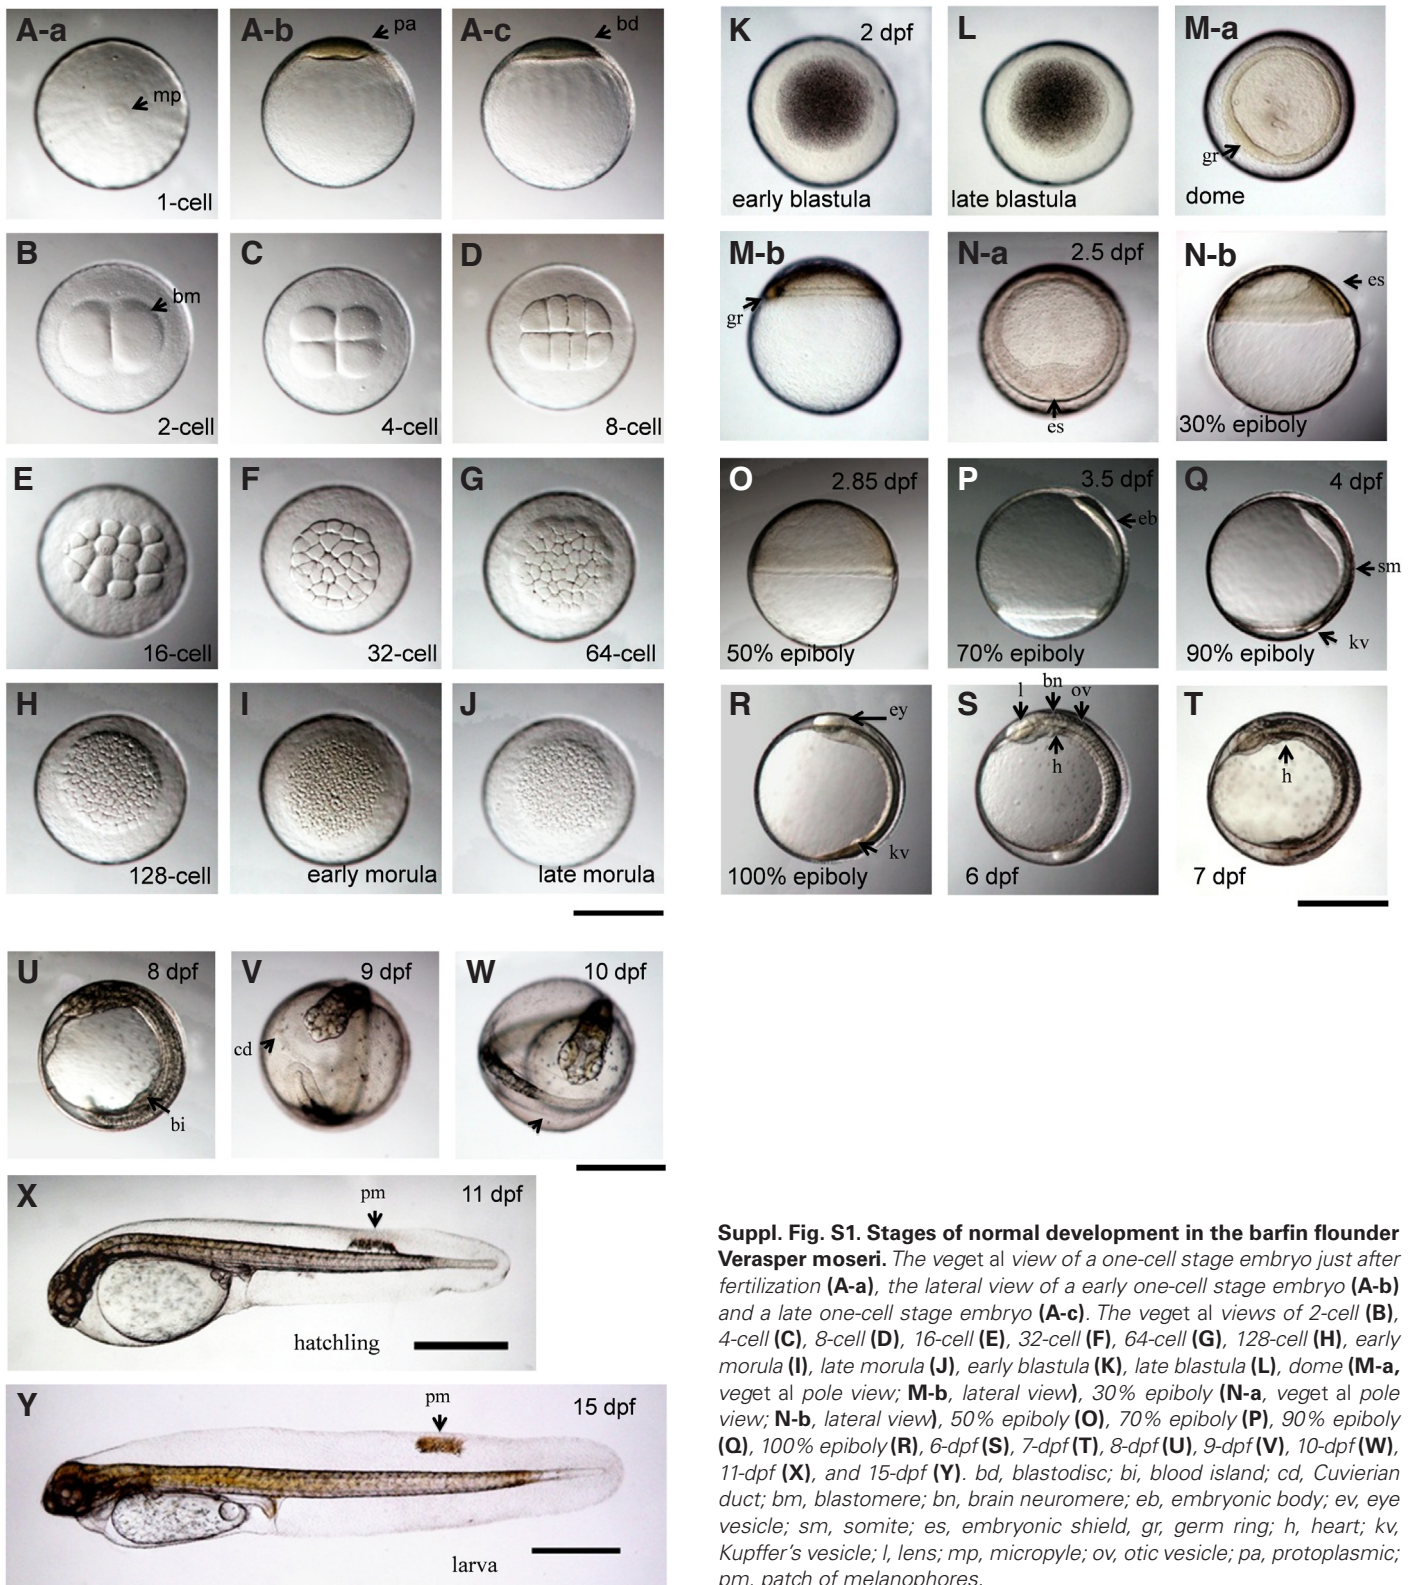 A-a
mp
1-cell
A-b
pa
A-c
bd
B
bm
2-cell
C
4-cell
D
8-cell
E
16-cell
F
32-cell
G
64-cell
H
128-cell
I
early morula
J
late morula
K
2 dpf
early blastula
L
late blastula
M-a
gr
dome
M-b
gr
N-a
2.5 dpf
es
N-b
es
30% epiboly
O
2.85 dpf
50% epiboly
P
3.5 dpf
eb
70% epiboly
Q
4 dpf
sm
kv
90% epiboly
R
ey
kv
100% epiboly
S
l
bn
ov
h
6 dpf
T
h
7 dpf
U
8 dpf
bi
V
9 dpf
cd
W
10 dpf
X
pm
11 dpf
hatchling
Y
pm
15 dpf
larva
Suppl. Fig. S1. Stages of normal development in the barfin flounder
Verasper moseri. The veget al view of a one-cell stage embryo just after
fertilization (A-a), the lateral view of a early one-cell stage embryo (A-b)
and a late one-cell stage embryo (A-c). The veget al views of 2-cell (B),
4-cell (C), 8-cell (D), 16-cell (E), 32-cell (F), 64-cell (G), 128-cell (H), early
morula (I), late morula (J), early blastula (K), late blastula (L), dome (M-a,
veget al pole view; M-b, lateral view), 30% epiboly (N-a, veget al pole
view; N-b, lateral view), 50% epiboly (O), 70% epiboly (P), 90% epiboly
(Q), 100% epiboly (R), 6-dpf (S), 7-dpf (T), 8-dpf (U), 9-dpf (V), 10-dpf (W),
11-dpf (X), and 15-dpf (Y). bd, blastodisc; bi, blood island; cd, Cuvierian
duct; bm, blastomere; bn, brain neuromere; eb, embryonic body; ev, eye
vesicle; sm, somite; es, embryonic shield, gr, germ ring; h, heart; kv,
Kupffer's vesicle; l, lens; mp, micropyle; ov, otic vesicle; pa, protoplasmic;
pm, patch of melanophores.